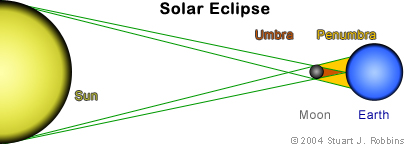 Solar Eclipse
Umbra Penumbra
Sun
Moon Earth
© 2004 Stuart J. Robbins